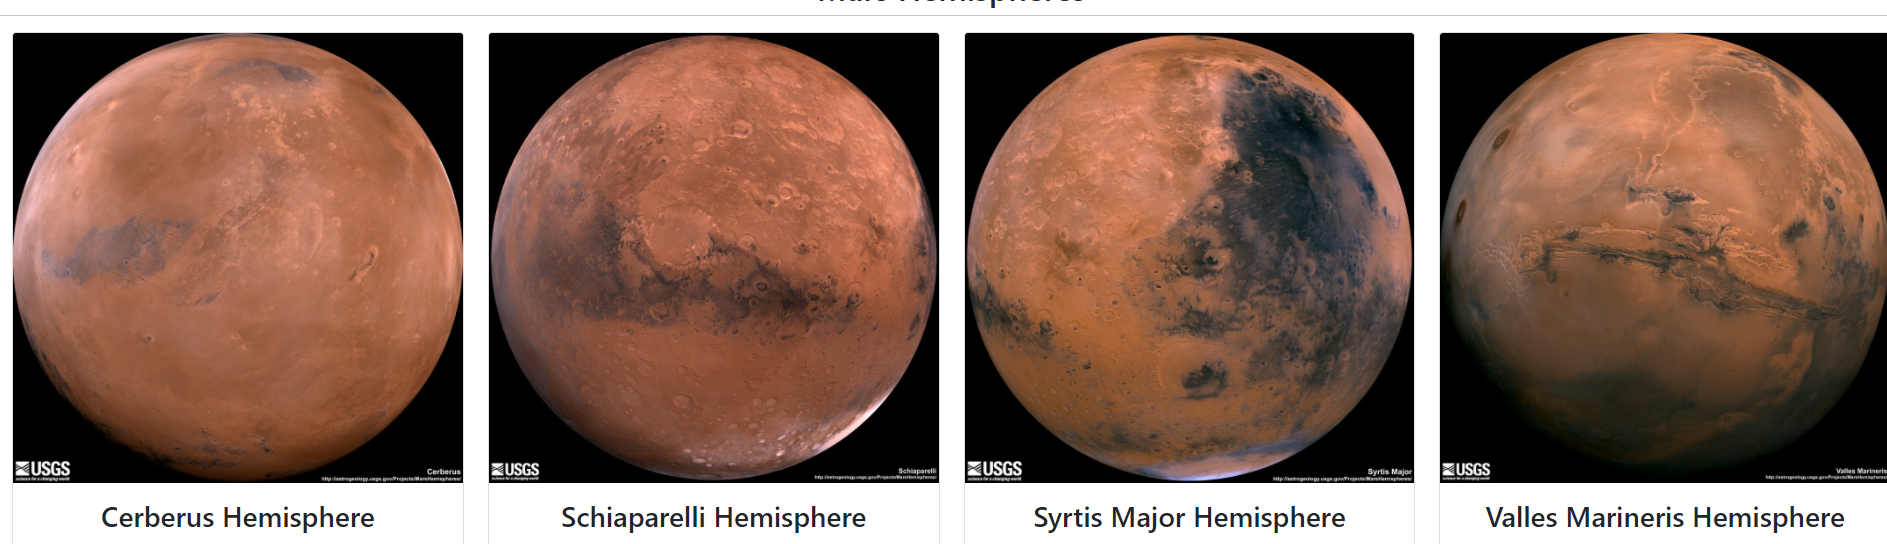 Mars Hemispheres
USGS
science for a changing world
Cerberus
http://astrogeology.usgs.gov/Projects/MarsHemispheres/
USGS
science for a changing world
Schiaparelli
http://astrogeology.usgs.gov/Projects/MarsHemispheres/
USGS
science for a changing world
Syrtis Major
http://astrogeology.usgs.gov/Projects/MarsHemispheres/
USGS
science for a changing world
Valles Marineris
http://astrogeology.usgs.gov/Projects/MarsHemispheres/
Cerberus Hemisphere
Schiaparelli Hemisphere
Syrtis Major Hemisphere
Valles Marineris Hemisphere